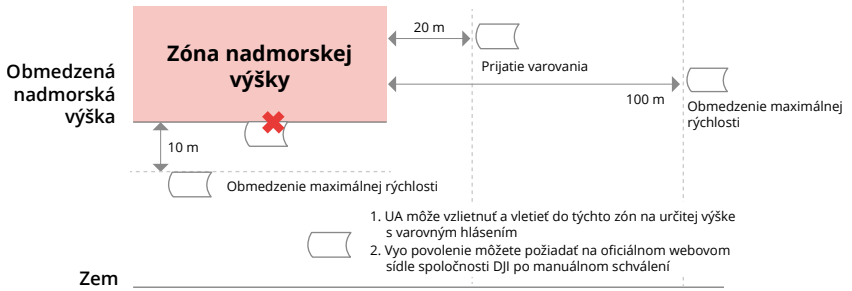 Zóna nadmorskej
výšky
Obmedzená
nadmorská
výška
20 m
Prijatie varovania
100 m
Obmedzenie maximálnej
rýchlosti
10 m
Obmedzenie maximálnej rýchlosti
1. UA môže vzlietnuť a vletieť do týchto zón na určitej výške
s varovným hlásením
2. Vyo povolenie môžete požiadať na oficiálnom webovom
sídle spoločnosti DJI po manuálnom schválení
Zem